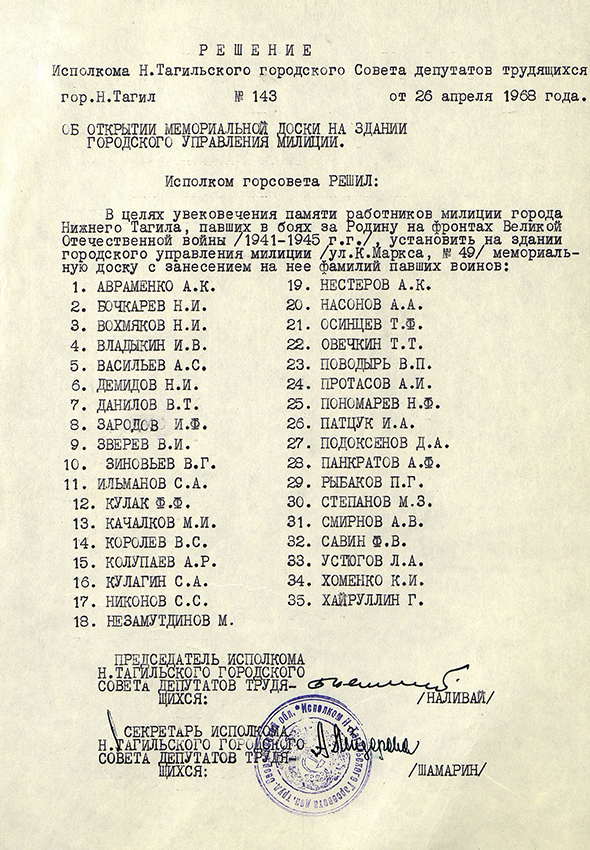 РЕШЕНИЕ
Исполкома Н.Тагильского городского Совета депутатов трудящихся
гор.Н.Тагил № 143 от 26 апреля 1968 года.
ОБ ОТКРЫТИИ МЕМОРИАЛЬНОЙ ДОСКИ НА ЗДАНИИ
ГОРОДСКОГО УПРАВЛЕНИЯ МИЛИЦИИ.
Исполком горсовета РЕШИЛ:
В целях увековечения памяти работников милиции города
Нижнего Тагила, павших в боях за Родину на фронтах Великой
Отечественной войны /1941-1945 г.г./, установить на здании
городского управления милиции /ул.К.Маркса, № 49/ мемориаль-
ную доску с занесением на нее фамилий павших воинов:
1. АВРАМЕНКО А.К.
2. БОЧКАРЕВ Н.И.
3. ВОХМЯКОВ Н.И.
4. ВЛАДЫКИН И.В.
5. ВАСИЛЬЕВ А.С.
6. ДЕМИДОВ Н.И.
7. ДАНИЛОВ В.Т.
8. ЗАРОДОВ И.Ф.
9. ЗВЕРЕВ В.И.
10. ЗИНОВЬЕВ В.Г.
11. ИЛЬМАНОВ С.А.
12. КУЛАК Ф.Ф.
13. КАЧАЛКОВ М.И.
14. КОРОЛЕВ В.С.
15. КОЛУПАЕВ А.Р.
16. КУЛАГИН С.А.
17. НИКОНОВ С.С.
18. НЕЗАМУТДИНОВ М.
19. НЕСТЕРОВ А.К.
20. НАСОНОВ А.А.
21. ОСИНЦЕВ Т.Ф.
22. ОВЕЧКИН Т.Т.
23. ПОВОДЫРЬ В.П.
24. ПРОТАСОВ А.И.
25. ПОНОМАРЕВ Н.Ф.
26. ПАТЦУК И.А.
27. ПОДОКСЕНОВ Д.А.
28. ПАНКРАТОВ А.Ф.
29. РЫБАКОВ П.Г.
30. СТЕПАНОВ М.З.
31. СМИРНОВ А.В.
32. САВИН Ф.В.
33. УСТЮГОВ Л.А.
34. ХОМЕНКО К.И.
35. ХАЙРУЛЛИН Г.
ПРЕДСЕДАТЕЛЬ ИСПОЛКОМА
Н.ТАГИЛЬСКОГО ГОРОДСКОГО
СОВЕТА ДЕПУТАТОВ ТРУДЯ-
ЩИХСЯ: /НАЛИВАЙ/
СЕКРЕТАРЬ ИСПОЛКОМА
Н.ТАГИЛЬСКОГО ГОРОДСКОГО
СОВЕТА ДЕПУТАТОВ ТРУДЯ-
ЩИХСЯ: /ШАМАРИН/